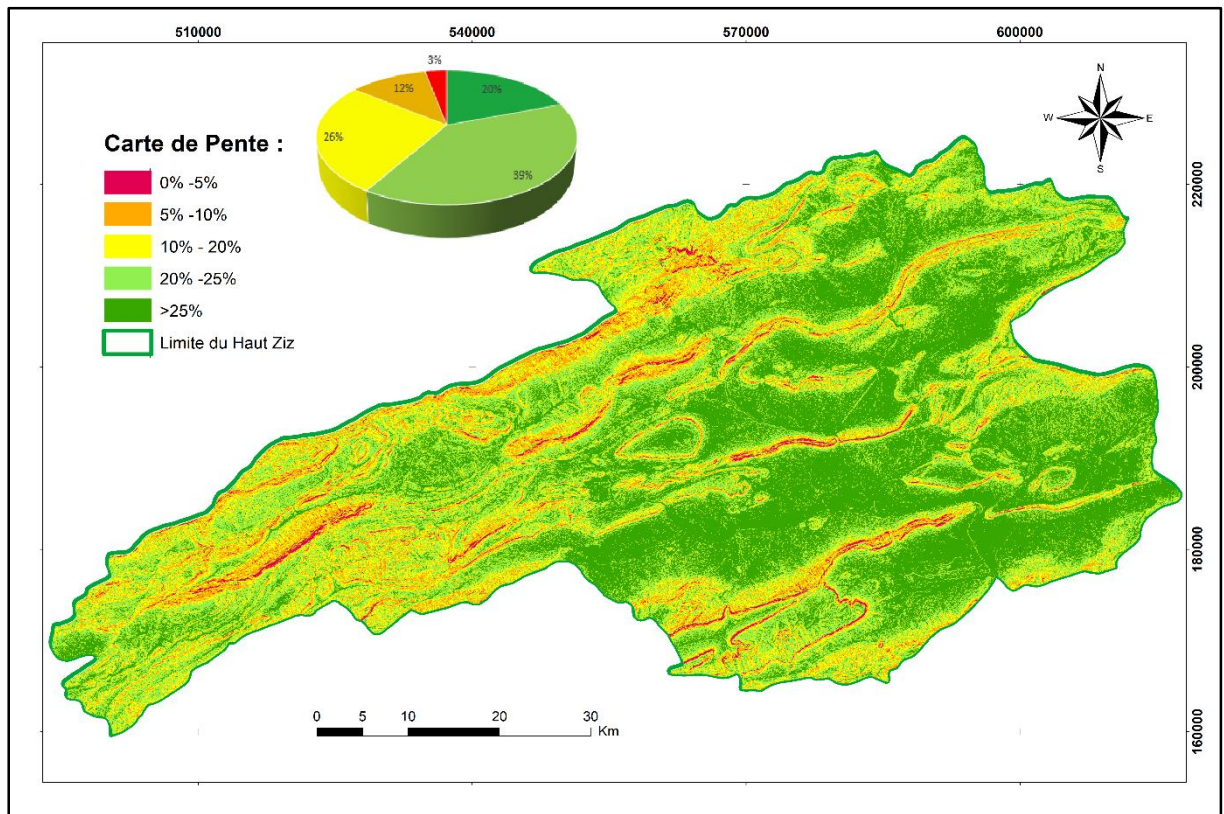 510000
540000
570000
600000
3%
20%
12%
26%
39%
N
W
E
S
Carte de Pente :
0% -5%
5% -10%
10% - 20%
20% -25%
>25%
Limite du Haut Ziz
220000
200000
180000
160000
0 5 10 20 30
Km